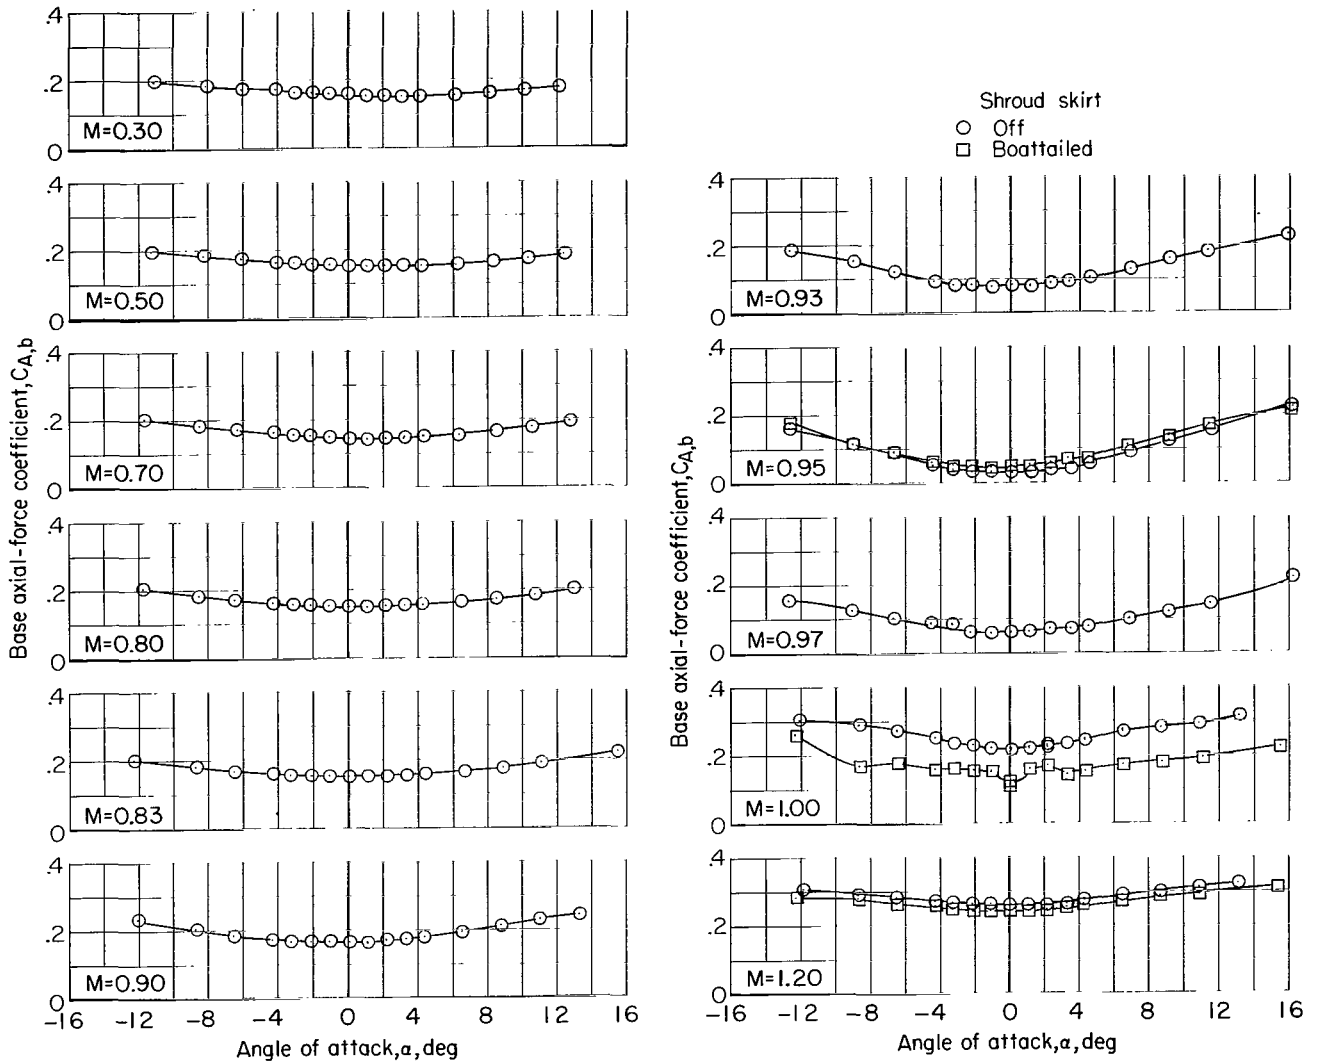 .4
.2
0
M=0.30
.4
.2
0
M=0.50
.4
.2
0
M=0.70
.4
.2
0
M=0.80
.4
.2
0
M=0.83
.4
.2
0
M=0.90
-16 -12 -8 -4 0 4 8 12 16
Angle of attack,α,deg
Base axial-force coefficient,CA,b
Shroud skirt
Off
Boattailed
.4
.2
0
M=0.93
.4
.2
0
M=0.95
.4
.2
0
M=0.97
.4
.2
0
M=1.00
.4
.2
0
M=1.20
-16 -12 -8 -4 0 4 8 12 16
Angle of attack,α,deg
Base axial-force coefficient,CA,b